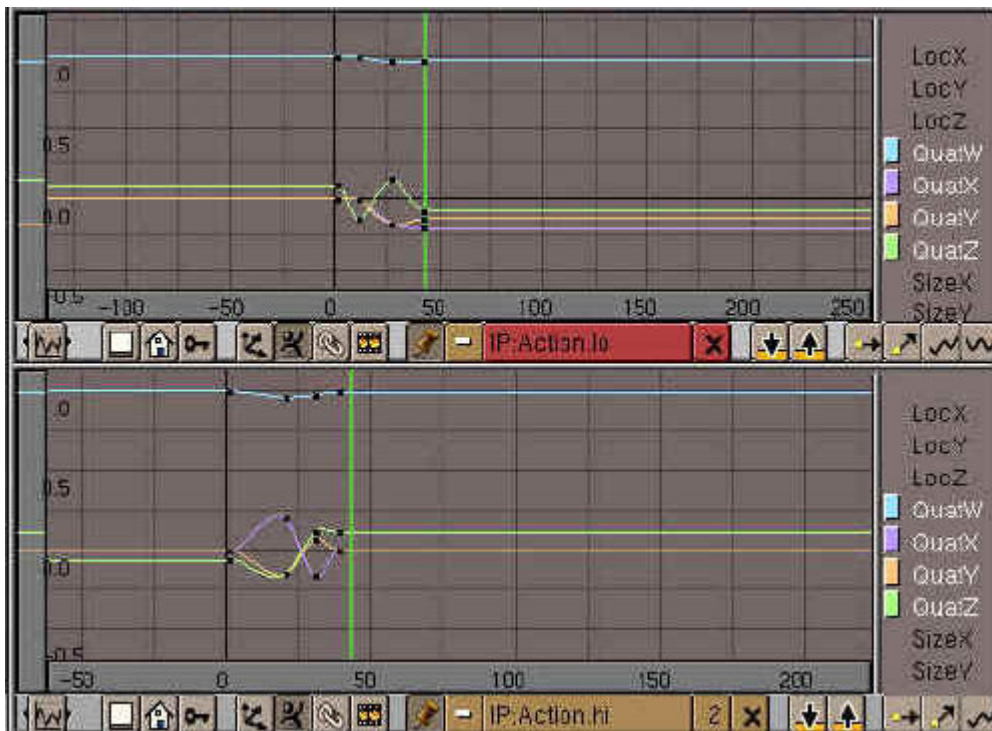 LocX
.0
LocY
LocZ
0.5
QuatW
QuatX
0.0
QuatY
QuatZ
SizeX
-0.5 -100 -50 0 50 100 150 200 250
SizeY
IP:Action.lo
.0
LocX
LocY
LocZ
0.5
QuatW
QuatX
0.0
QuatY
QuatZ
SizeX
-0.5
-50 0 50 100 150 200
SizeY
IP:Action.hi 2